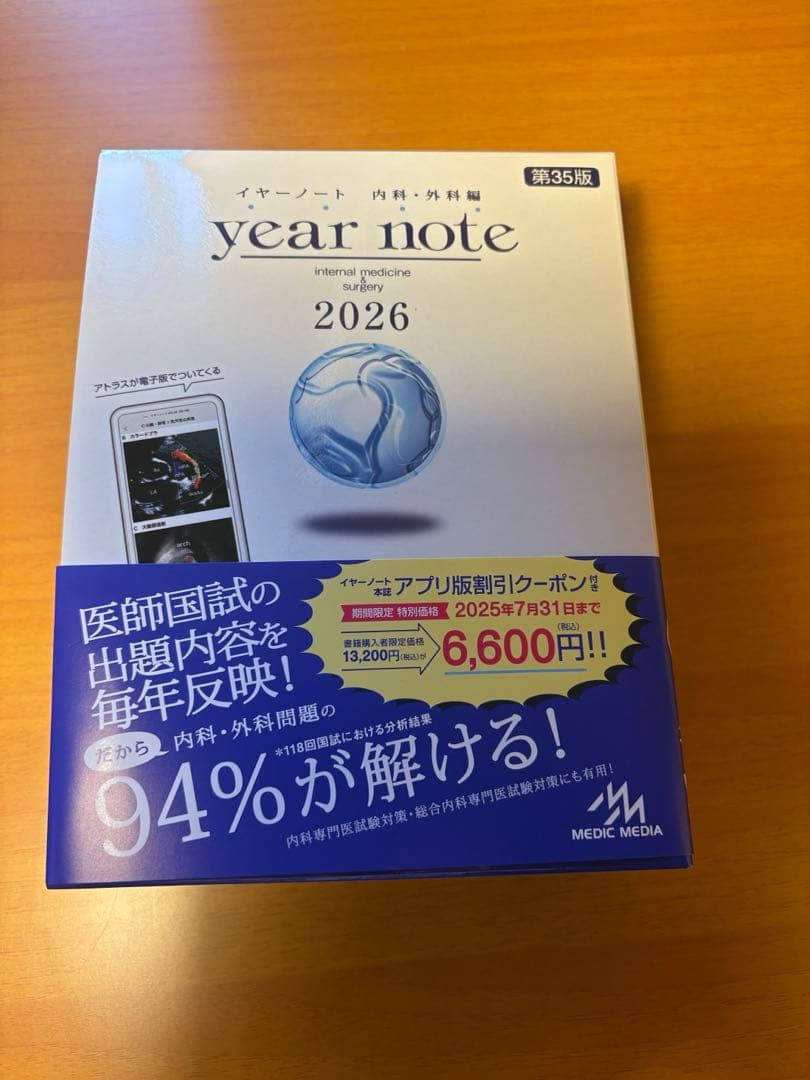 第35版
イヤーノート 内科・外科編
year note
internal medicine
&
surgery
2026
アトラスが電子版でついてくる
B カラードプラ
C 大動脈造影
arch
医師国試の
出題内容を
毎年反映!
イヤーノート本誌 アプリ版割引クーポン付き
期間限定 特別価格 2025年7月31日まで
書籍購入者限定価格
13,200円(税込)が
6,600円(税込)!!
だから 内科・外科問題の
*118回国試における分析結果
94%が解ける!
内科専門医試験対策・総合内科専門医試験対策にも有用!
MEDIC MEDIA